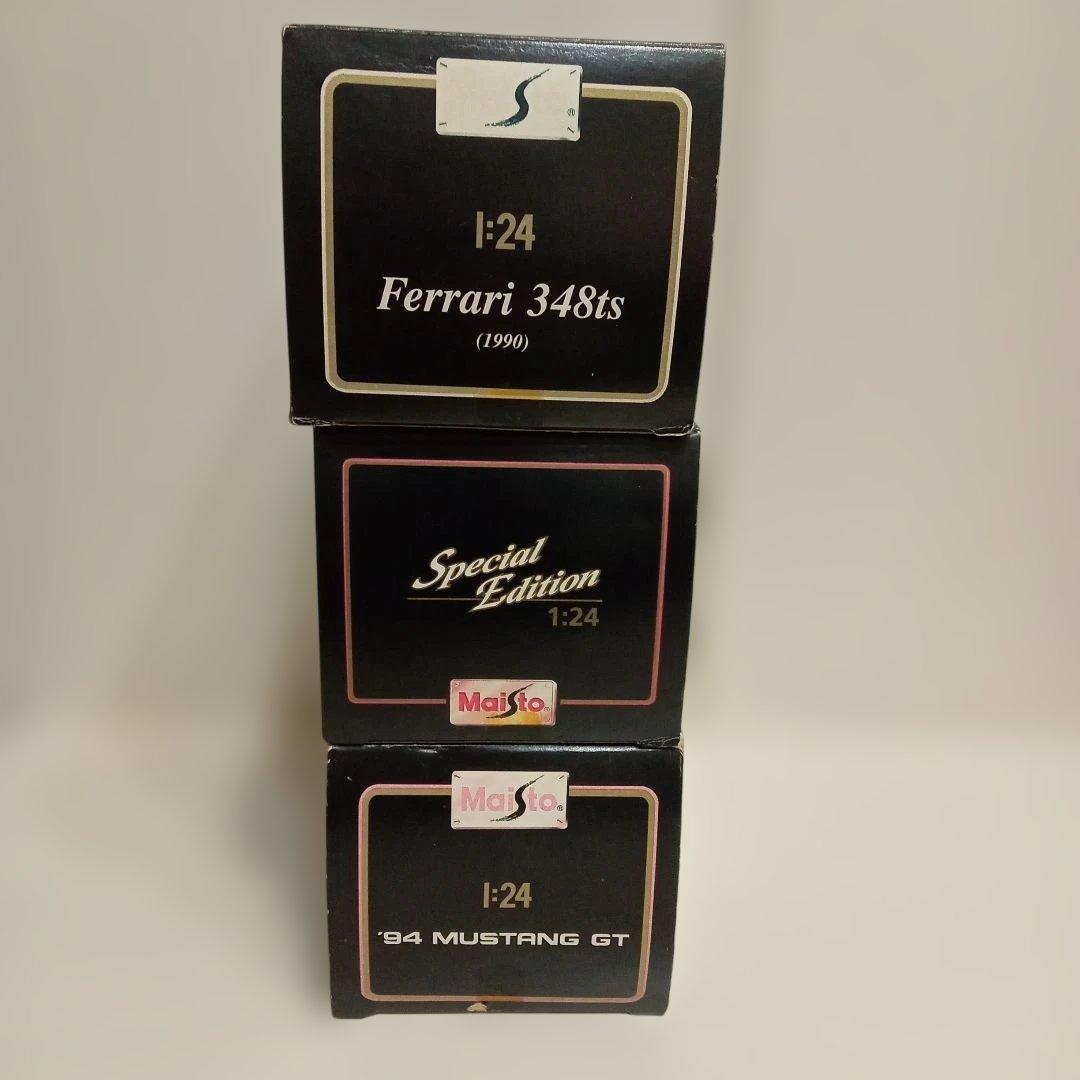 S®
1:24
Ferrari 348ts
(1990)
Special
Edition
1:24
Maisto®
Maisto®
1:24
'94 MUSTANG GT